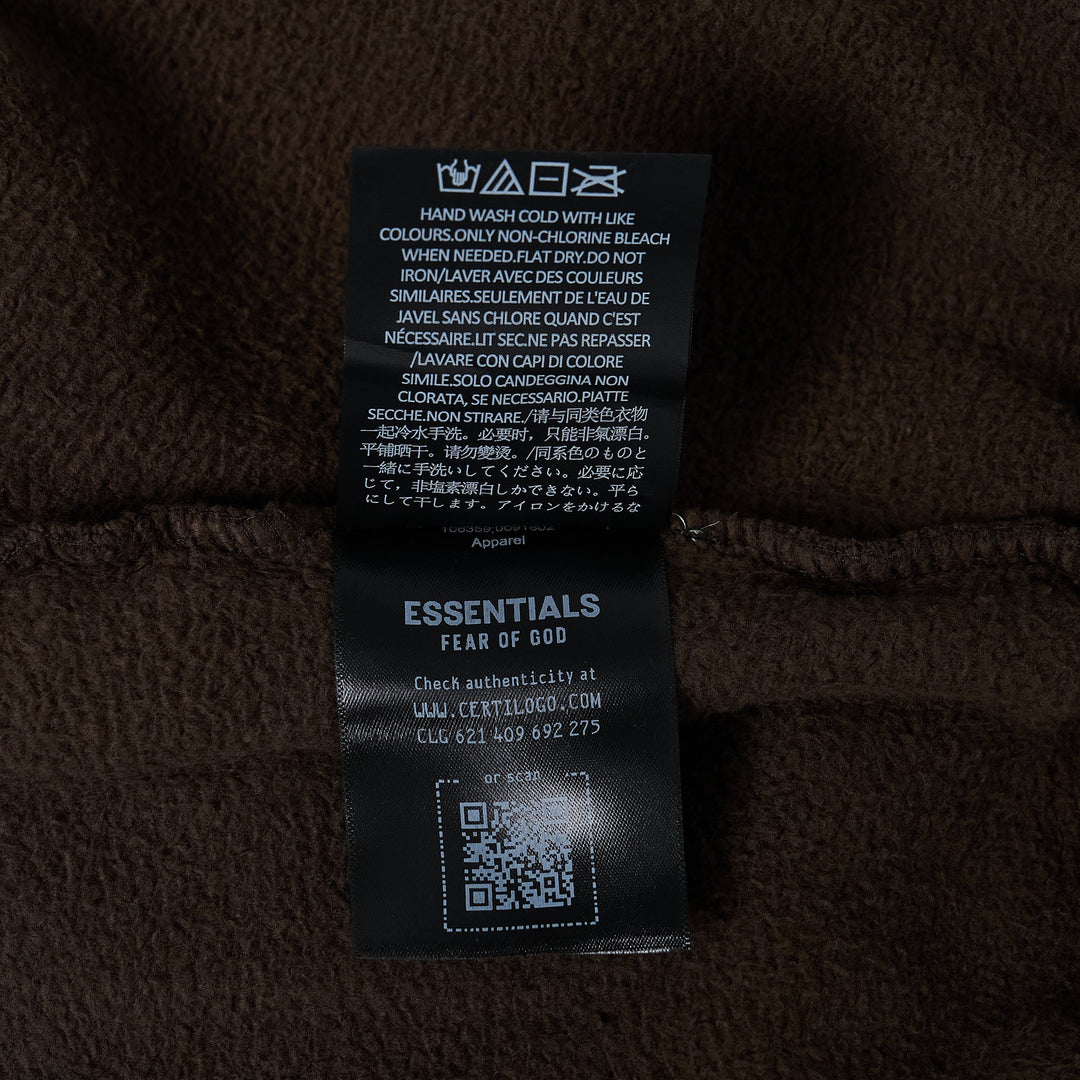 HAND WASH COLD WITH LIKE
COLOURS.ONLY NON-CHLORINE BLEACH
WHEN NEEDED.FLAT DRY.DO NOT
IRON/LAVER AVEC DES COULEURS
SIMILAIRES.SEULEMENT DE L'EAU DE
JAVEL SANS CHLORE QUAND C'EST
NÉCESSAIRE.LIT SEC.NE PAS REPASSER
/LAVARE CON CAPI DI COLORE
SIMILE.SOLO CANDEGGINA NON
CLORATA, SE NECESSARIO.PIATTE
SECCHE.NON STIRARE./请与同类色衣物
一起冷水手洗。必要时，只能非氯漂白。
平铺晒干。请勿變烫。/同系色のものと
一緒に手洗いしてください。必要に応
じて，非塩素漂白しかできない。平ら
にして干します。アイロンをかけるな
Apparel
ESSENTIALS
FEAR OF GOD
Check authenticity at
WWW.CERTILOGO.COM
CLG 621 409 692 275
or scan